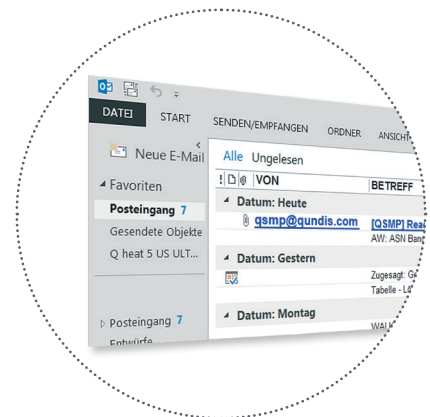 DATEI START SENDEN/EMPFANGEN ORDNER ANSICHT
Neue E-Mail
Alle Ungelesen
! VON BETREFF
Favoriten
Datum: Heute
Posteingang 7
qsmp@qundis.com [QSMP]
Gesendete Objekte
AW: ASN
Q heat 5 US ULT...
Datum: Gestern
Zugesagt:
Tabelle -
Datum: Montag
Posteingang 7
Entwürfe